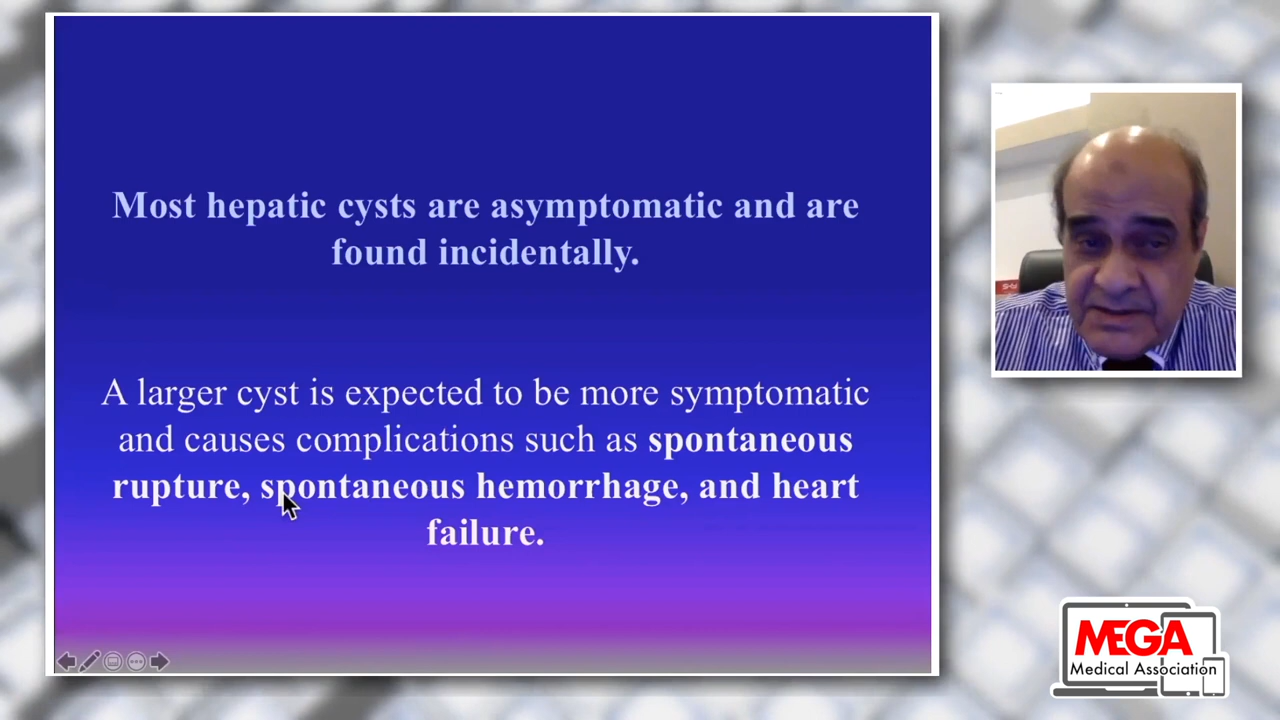 Most hepatic cysts are asymptomatic and are
found incidentally.
A larger cyst is expected to be more symptomatic
and causes complications such as spontaneous
rupture, spontaneous hemorrhage, and heart
failure.
MEGA
Medical Association